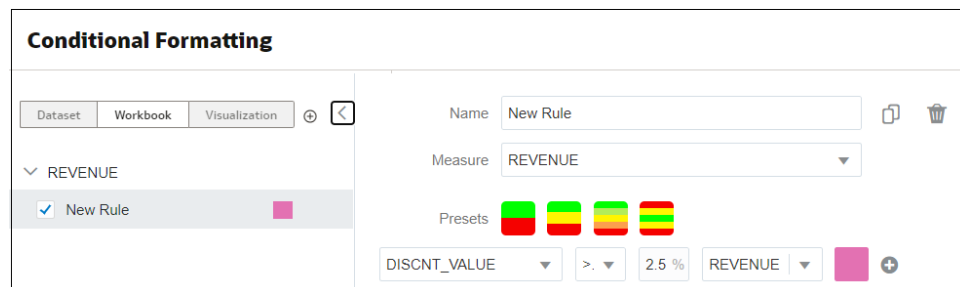 Conditional Formatting
Dataset Workbook Visualization
Name New Rule
Measure REVENUE
REVENUE
New Rule
Presets
DISCNT_VALUE >. 2.5 % REVENUE